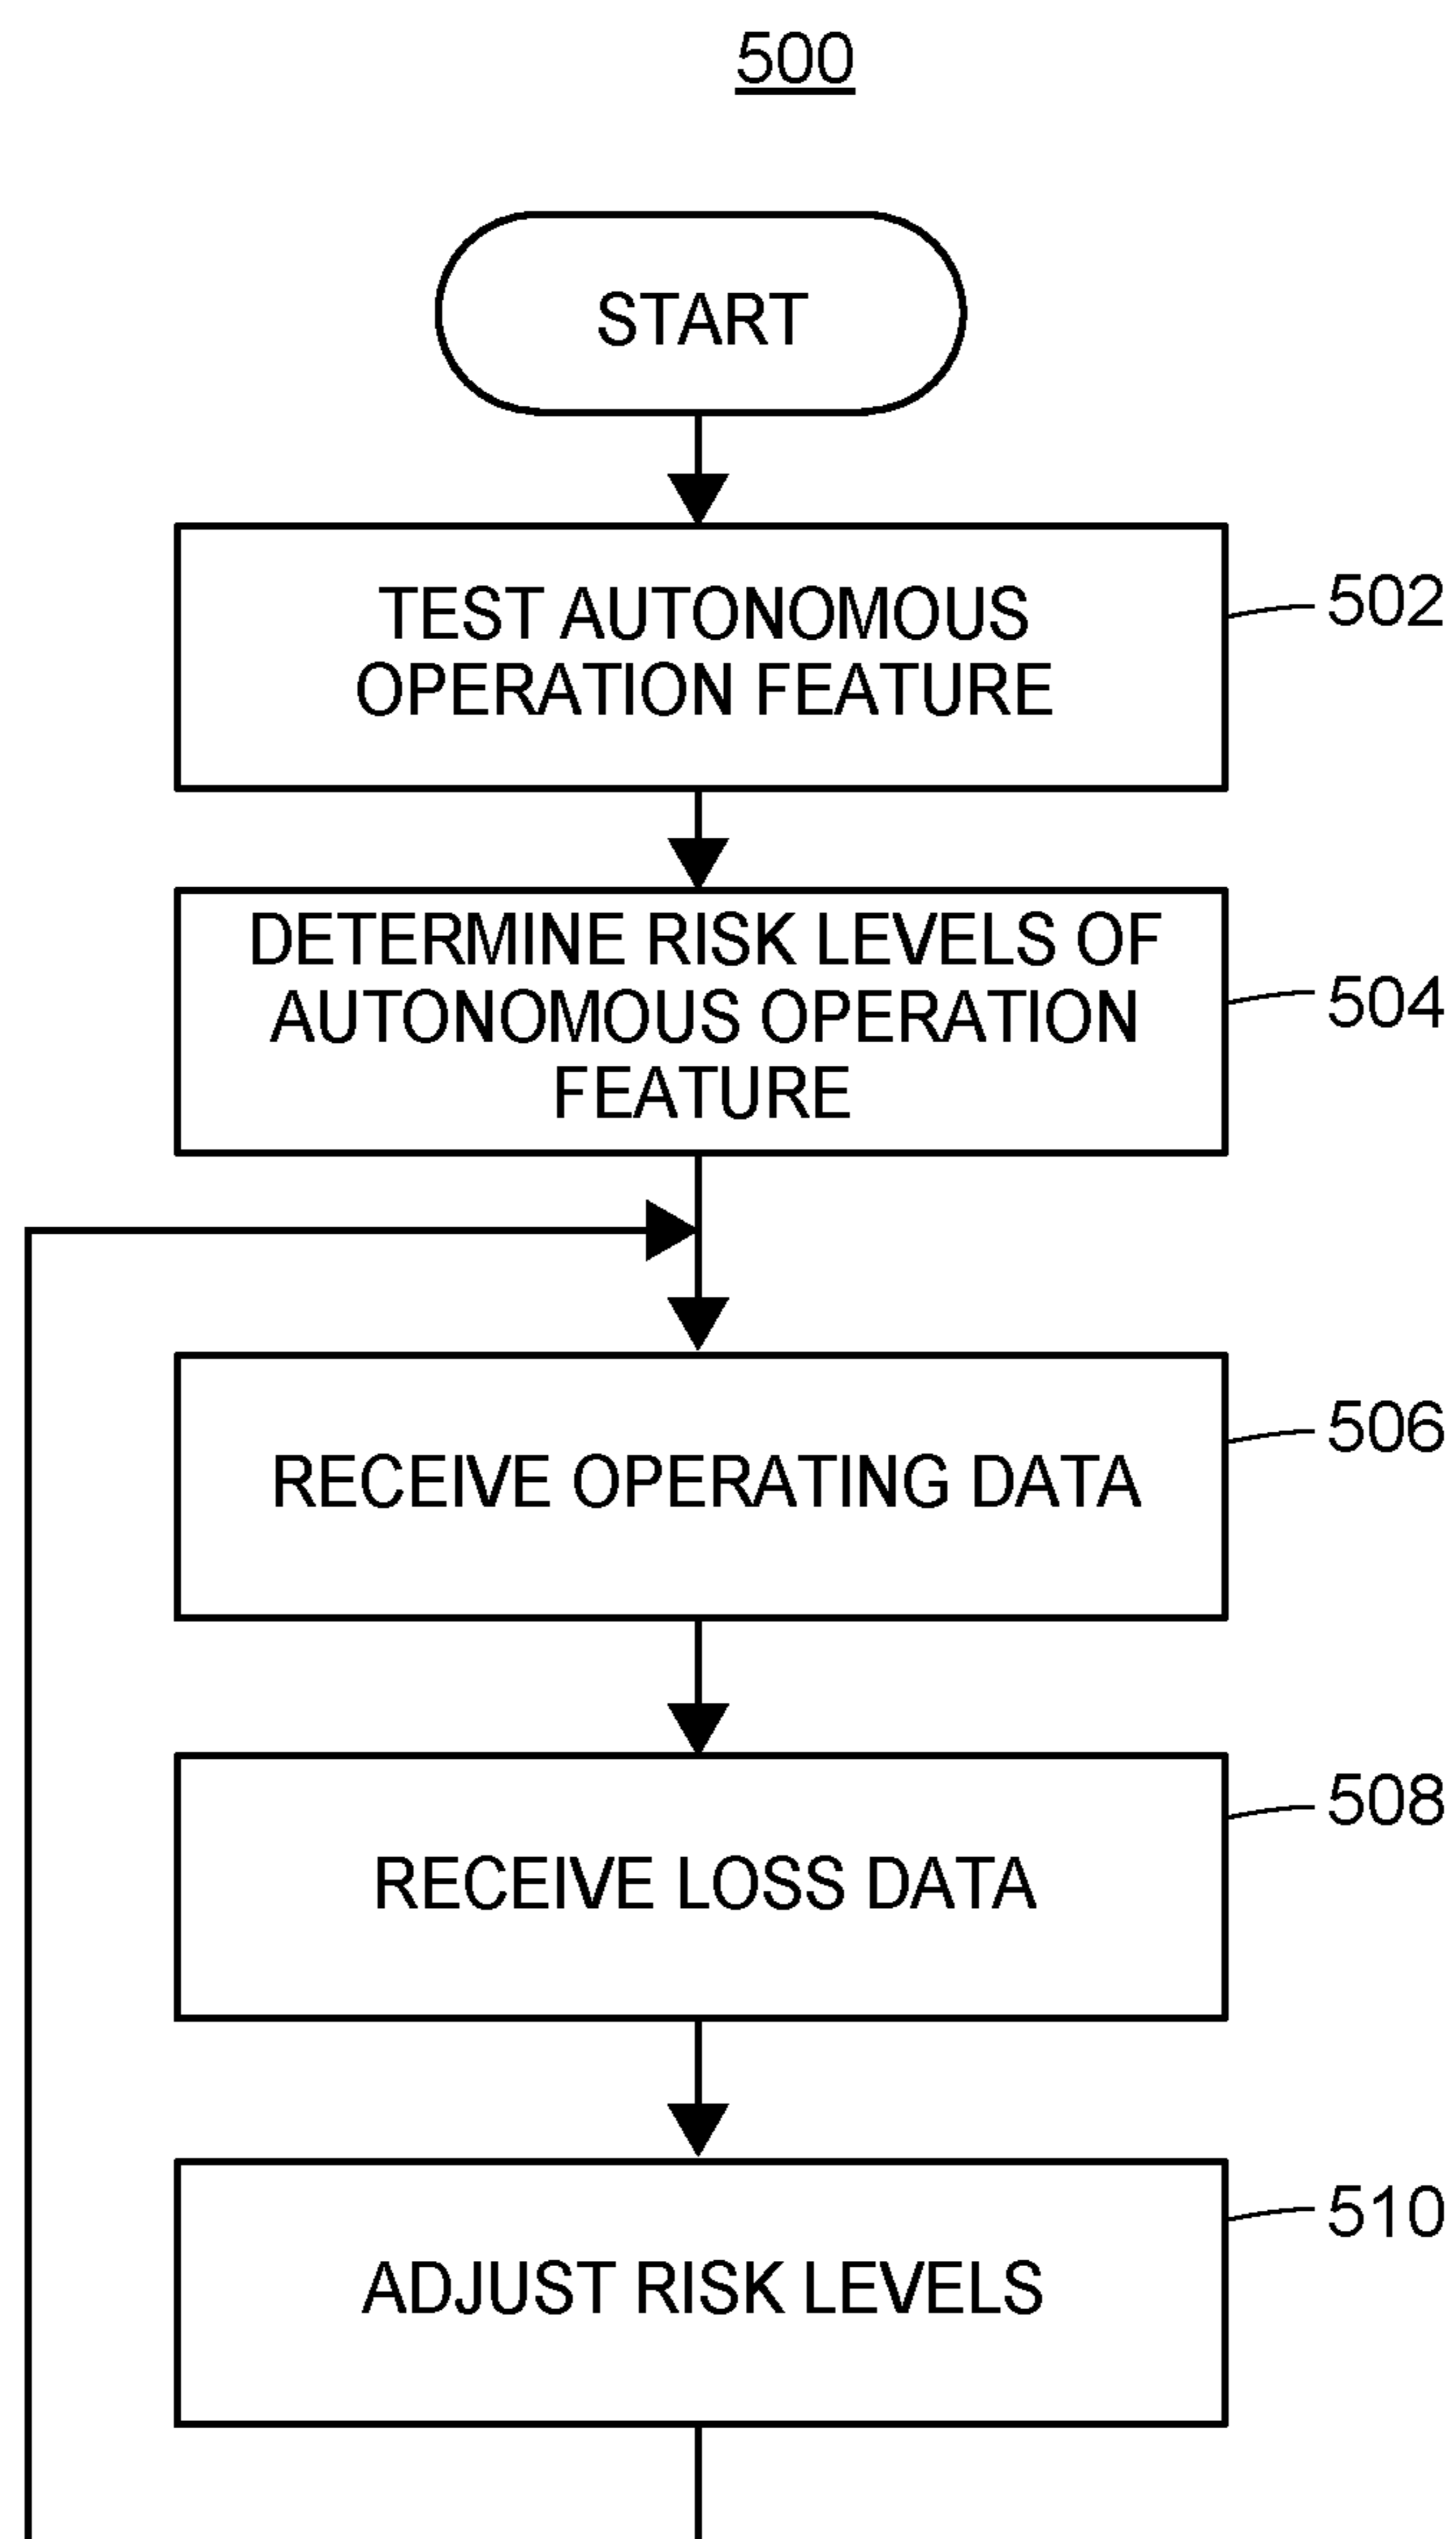 500
START
TEST AUTONOMOUS
OPERATION FEATURE
502
DETERMINE RISK LEVELS OF
AUTONOMOUS OPERATION
FEATURE
504
RECEIVE OPERATING DATA
506
RECEIVE LOSS DATA
508
ADJUST RISK LEVELS
510